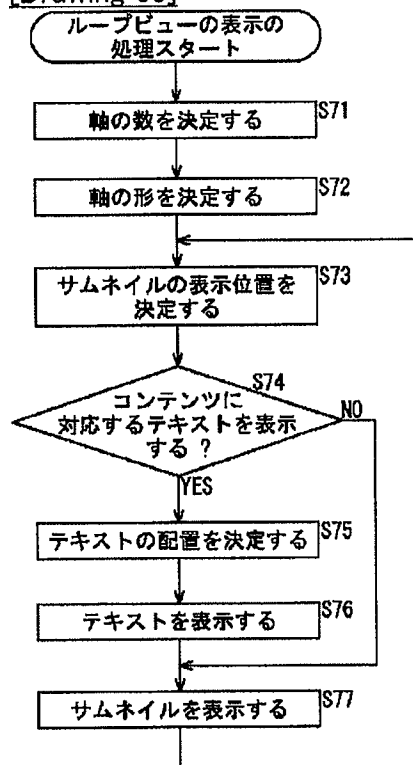 ループビューの表示の
処理スタート
軸の数を決定する
S71
軸の形を決定する
S72
サムネイルの表示位置を
決定する
S73
S74
コンテンツに
対応するテキストを表示
する ?
NO
YES
テキストの配置を決定する
S75
テキストを表示する
S76
サムネイルを表示する
S77